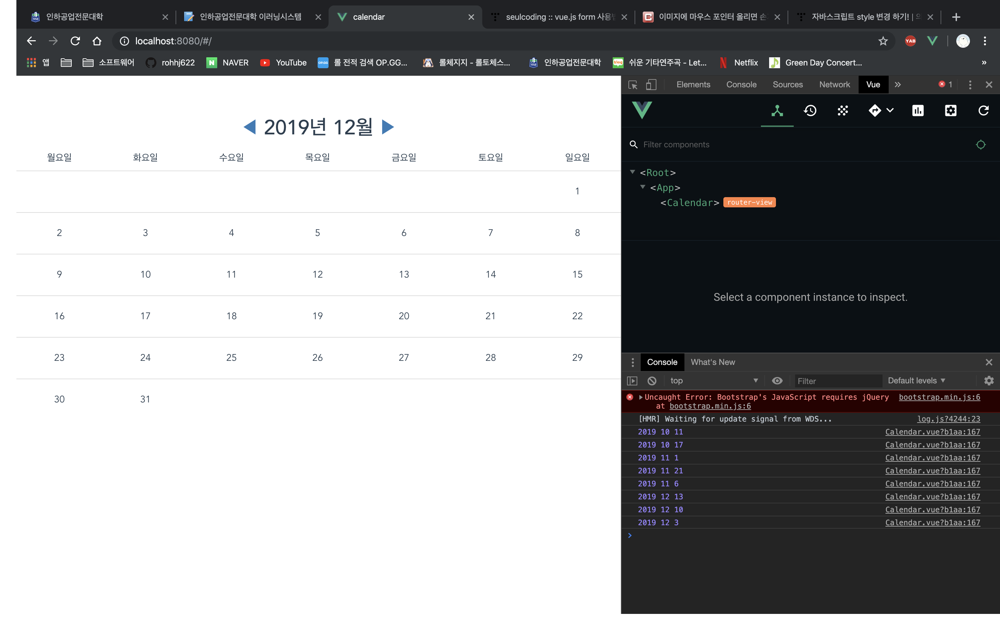 인하공업전문대학
인하공업전문대학 이러닝시스템
calendar
seulcoding :: vue.js form 사용법
이미지에 마우스 포인터 올리면 손
자바스크립트 style 변경 하기! |
localhost:8080/#/
YAB
앱
소프트웨어
rohhj622
NAVER
YouTube
OP.GG
롤 전적 검색 OP.GG...
롤체지지 - 롤토체스...
인하공업전문대학
쉬운 기타연주곡 - Let...
Netflix
Green Day Concert...
»
2019년 12월
월요일 화요일 수요일 목요일 금요일 토요일 일요일
1
2 3 4 5 6 7 8
9 10 11 12 13 14 15
16 17 18 19 20 21 22
23 24 25 26 27 28 29
30 31
Elements Console Sources Network Vue » 1
Filter components
<Root>
<App>
<Calendar> router-view
Select a component instance to inspect.
Console What's New
top Filter Default levels
Uncaught Error: Bootstrap's JavaScript requires jQuery bootstrap.min.js:6
at bootstrap.min.js:6
[HMR] Waiting for update signal from WDS... log.js?4244:23
2019 10 11 Calendar.vue?b1aa:167
2019 10 17 Calendar.vue?b1aa:167
2019 11 1 Calendar.vue?b1aa:167
2019 11 21 Calendar.vue?b1aa:167
2019 11 6 Calendar.vue?b1aa:167
2019 12 13 Calendar.vue?b1aa:167
2019 12 10 Calendar.vue?b1aa:167
2019 12 3 Calendar.vue?b1aa:167